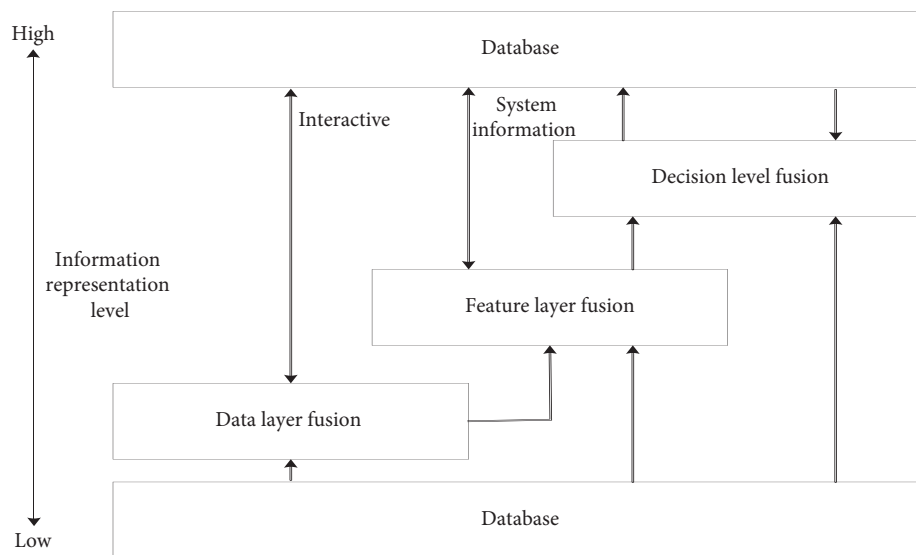 High
Database
Interactive
System
information
Decision level fusion
Information
representation
level
Feature layer fusion
Data layer fusion
Database
Low